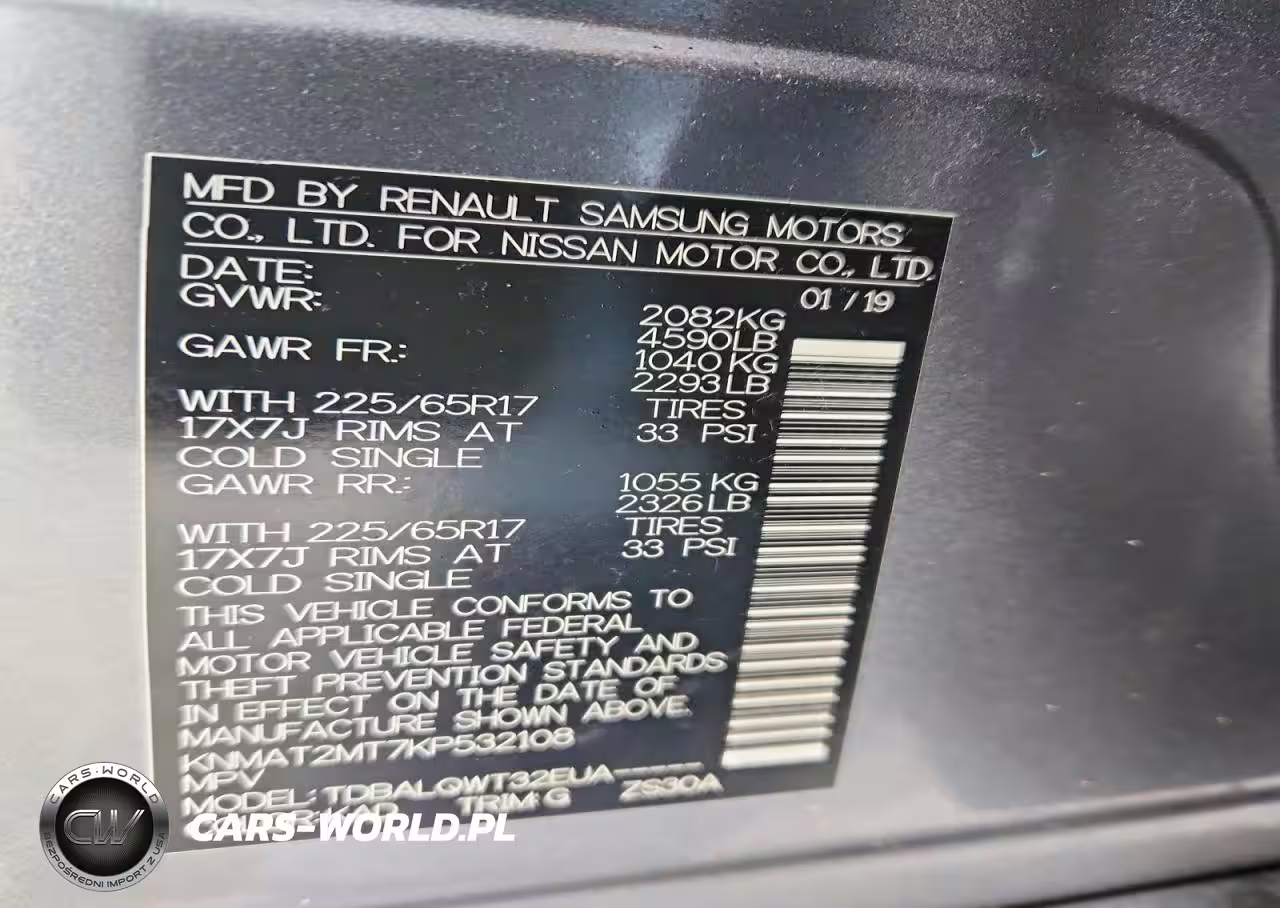 MFD BY RENAULT SAMSUNG MOTORS
CO., LTD. FOR NISSAN MOTOR CO., LTD.
DATE: 01 / 19
GVWR: 2082KG
4590LB
GAWR FR.: 1040 KG
2293 LB
WITH 225/65R17 TIRES
17X7J RIMS AT 33 PSI
COLD SINGLE
GAWR RR.: 1055 KG
2326 LB
WITH 225/65R17 TIRES
17X7J RIMS AT 33 PSI
COLD SINGLE
THIS VEHICLE CONFORMS TO
ALL APPLICABLE FEDERAL
MOTOR VEHICLE SAFETY AND
THEFT PREVENTION STANDARDS
IN EFFECT ON THE DATE OF
MANUFACTURE SHOWN ABOVE.
KNMAT2MT7KP532108
MPV
MODEL: TDBALQWT32EUA-------
KAD TRIM: G ZS30A
CARS-WORLD
CW
BEZPOŚREDNI IMPORT Z USA
CARS-WORLD.PL